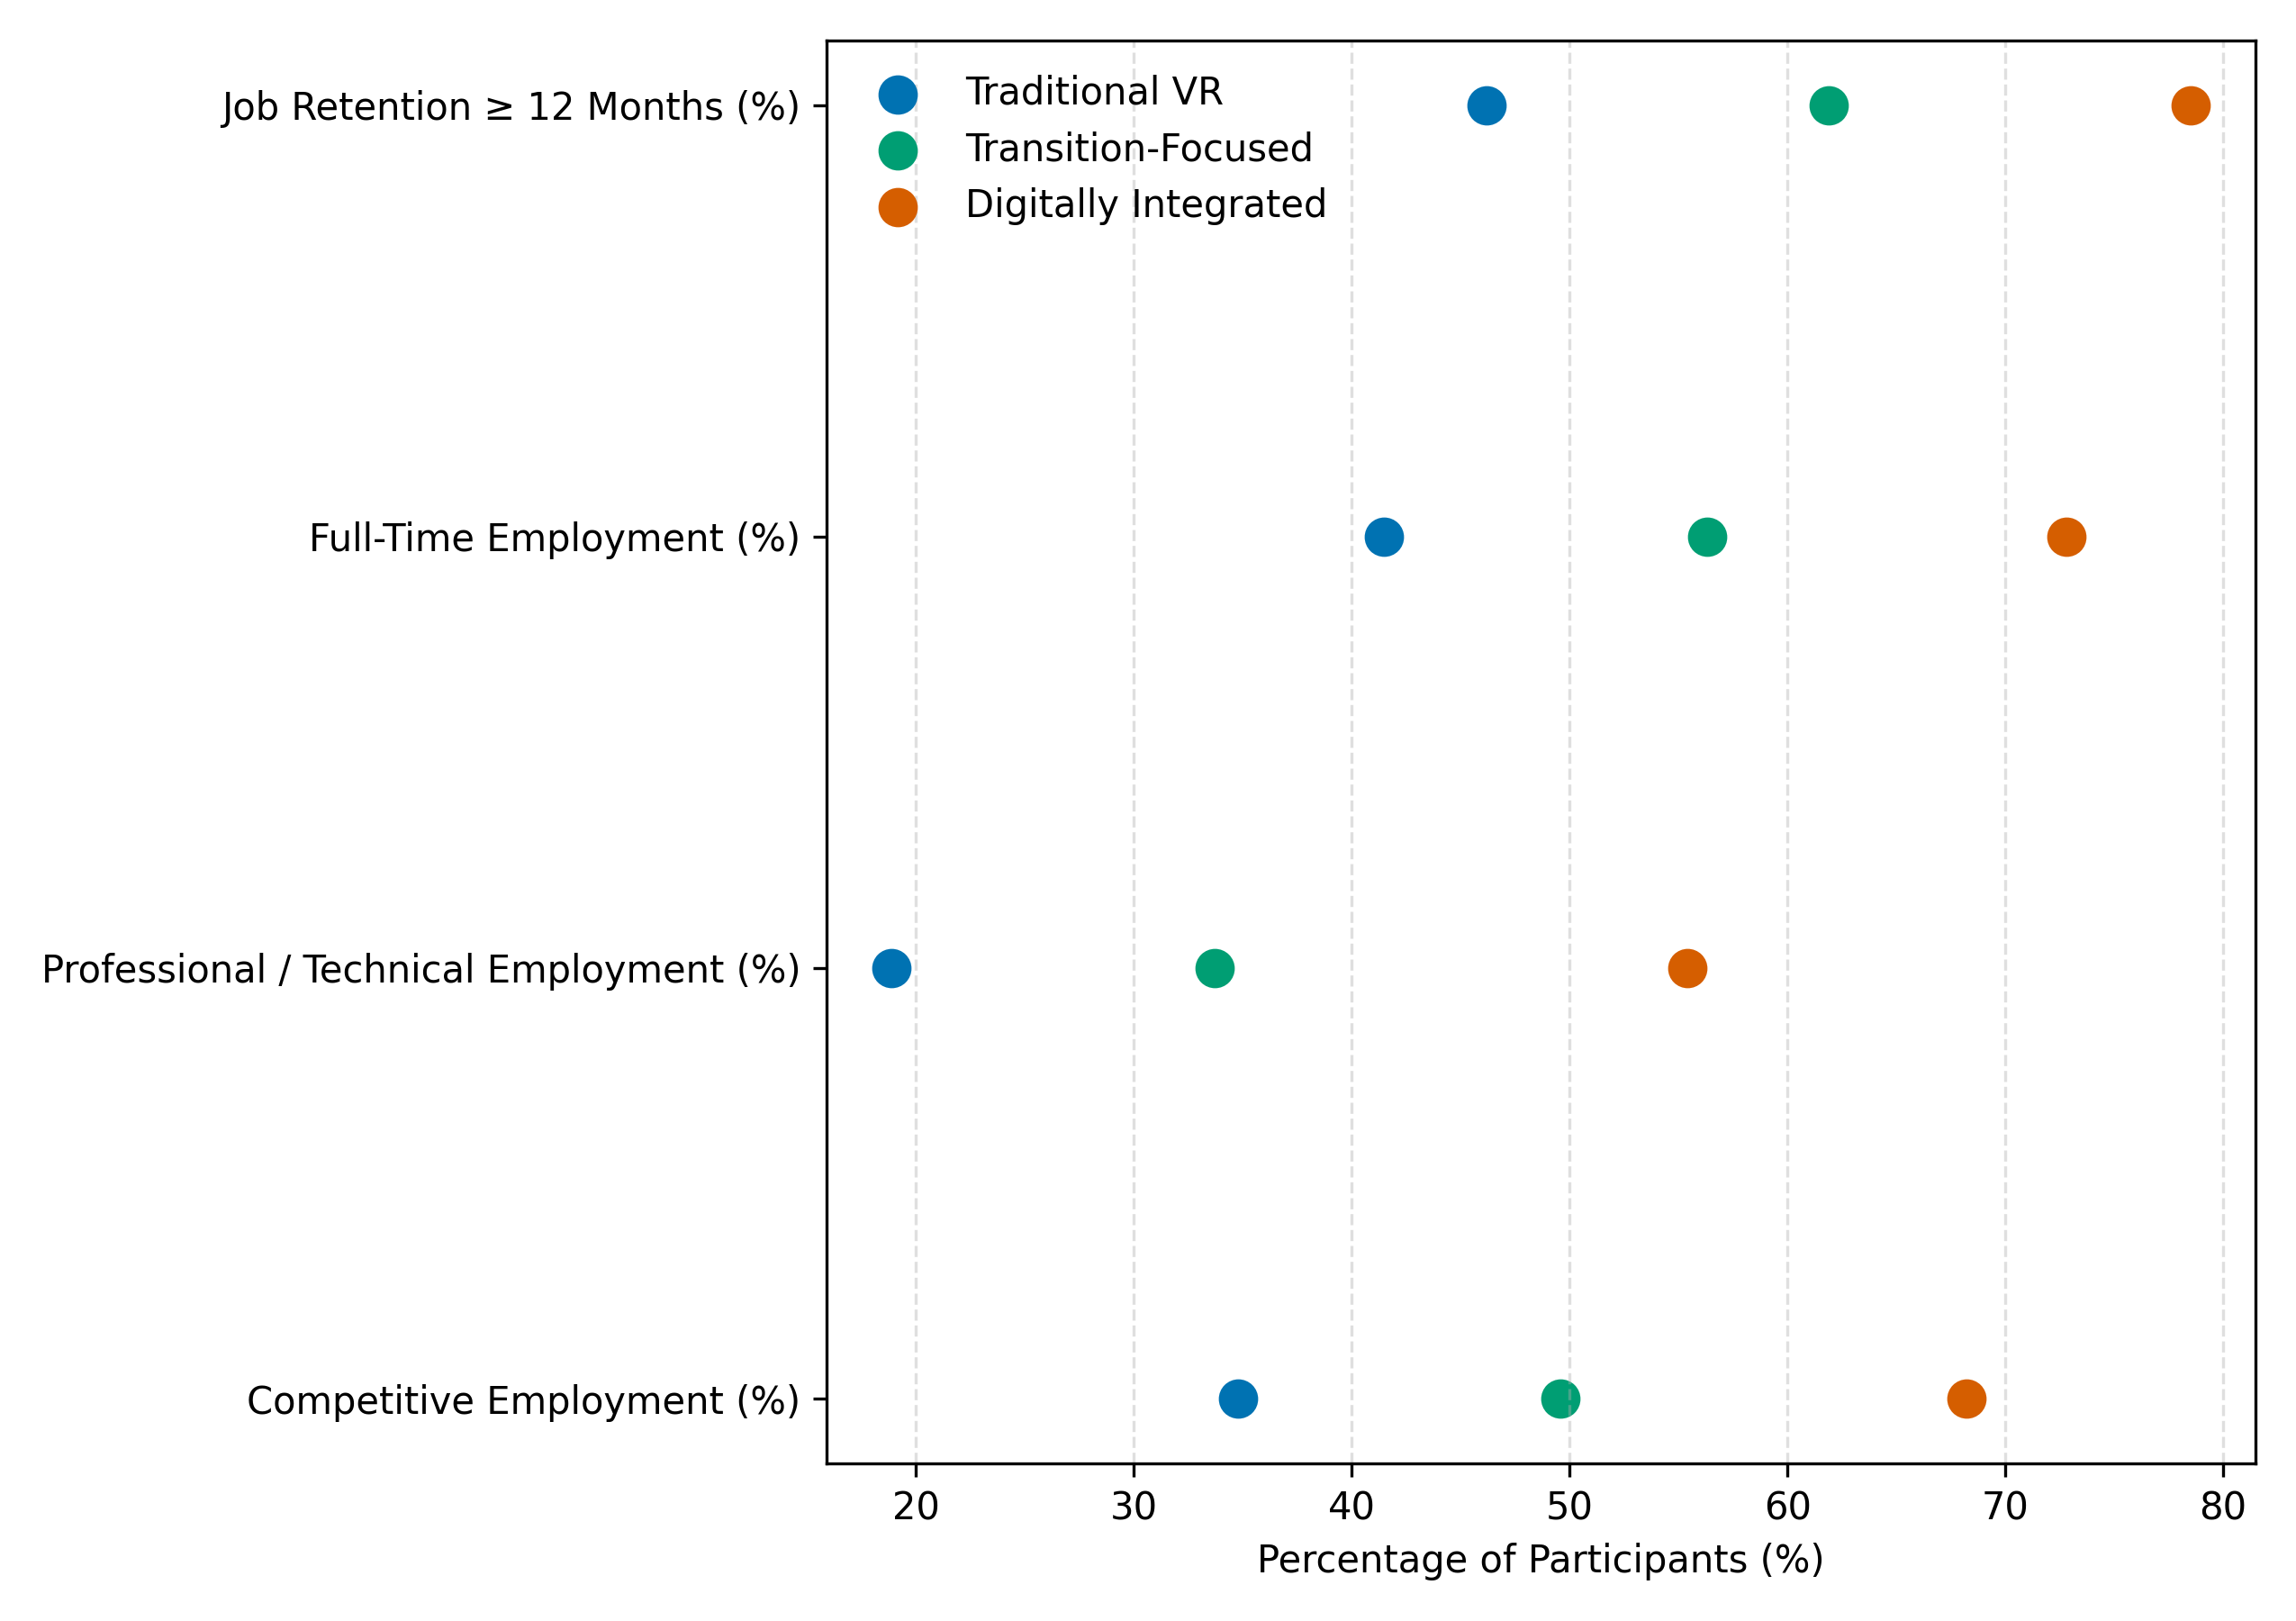 Traditional VR
Transition-Focused
Digitally Integrated
Job Retention ≥ 12 Months (%)
Full-Time Employment (%)
Professional / Technical Employment (%)
Competitive Employment (%)
20 30 40 50 60 70 80
Percentage of Participants (%)